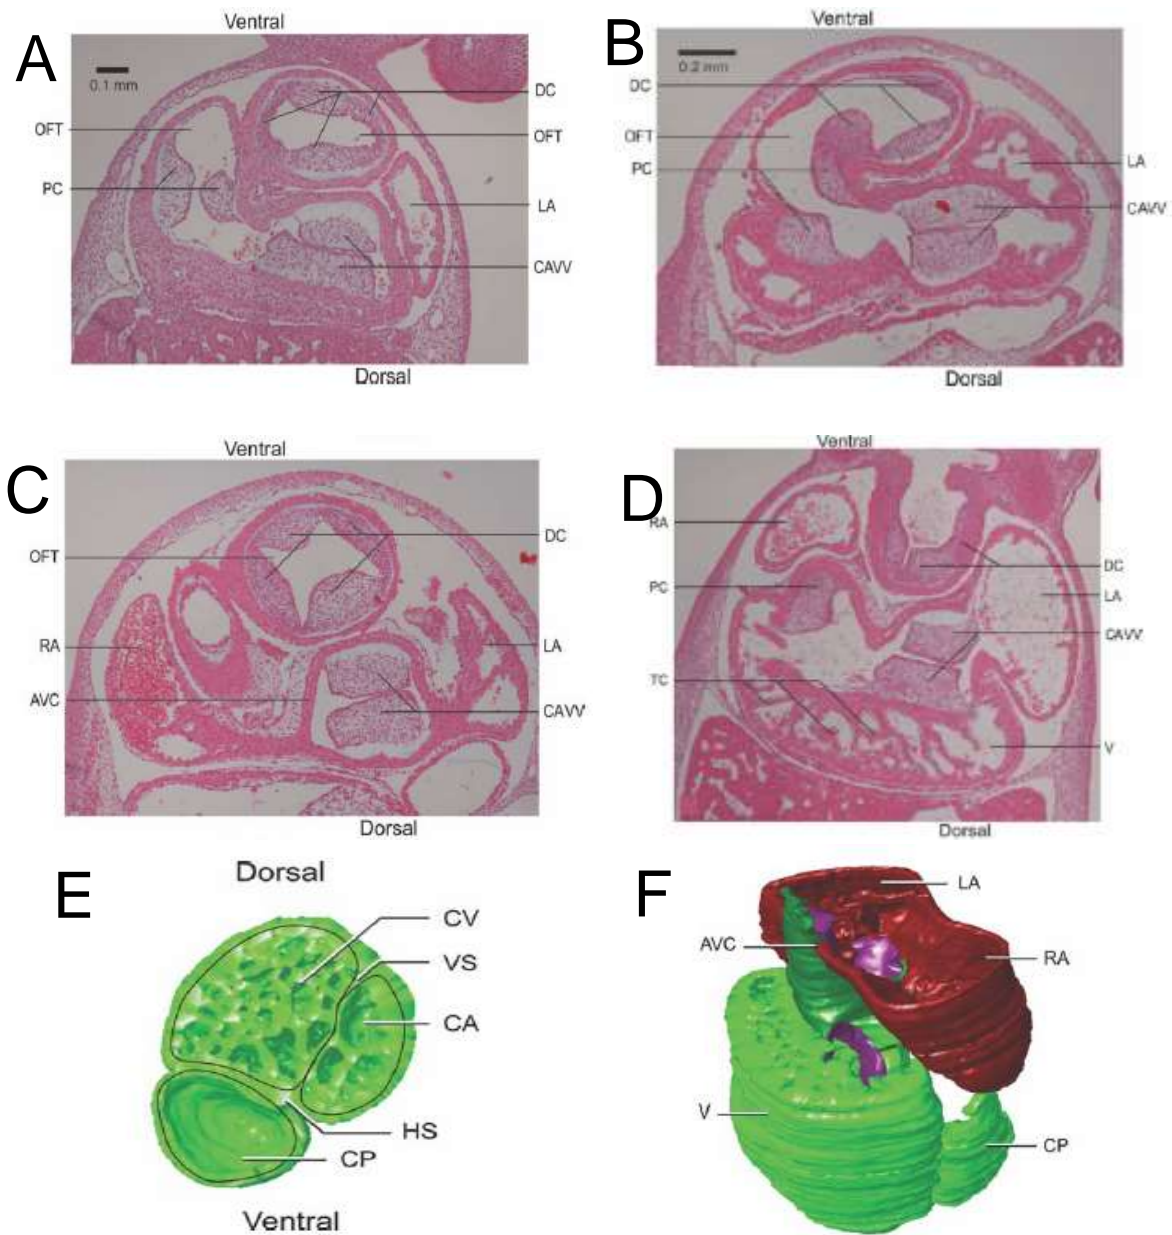 A
Ventral
0.1 mm
OFT
PC
DC
OFT
LA
CAVV
Dorsal
B
Ventral
0.2 mm
DC
OFT
PC
LA
CAVV
Dorsal
C
Ventral
OFT
RA
AVC
DC
LA
CAVV
Dorsal
D
Ventral
RA
PC
TC
DC
LA
CAVV
V
Dorsal
E
Dorsal
CV
VS
CA
HS
CP
Ventral
F
LA
AVC
RA
V
CP